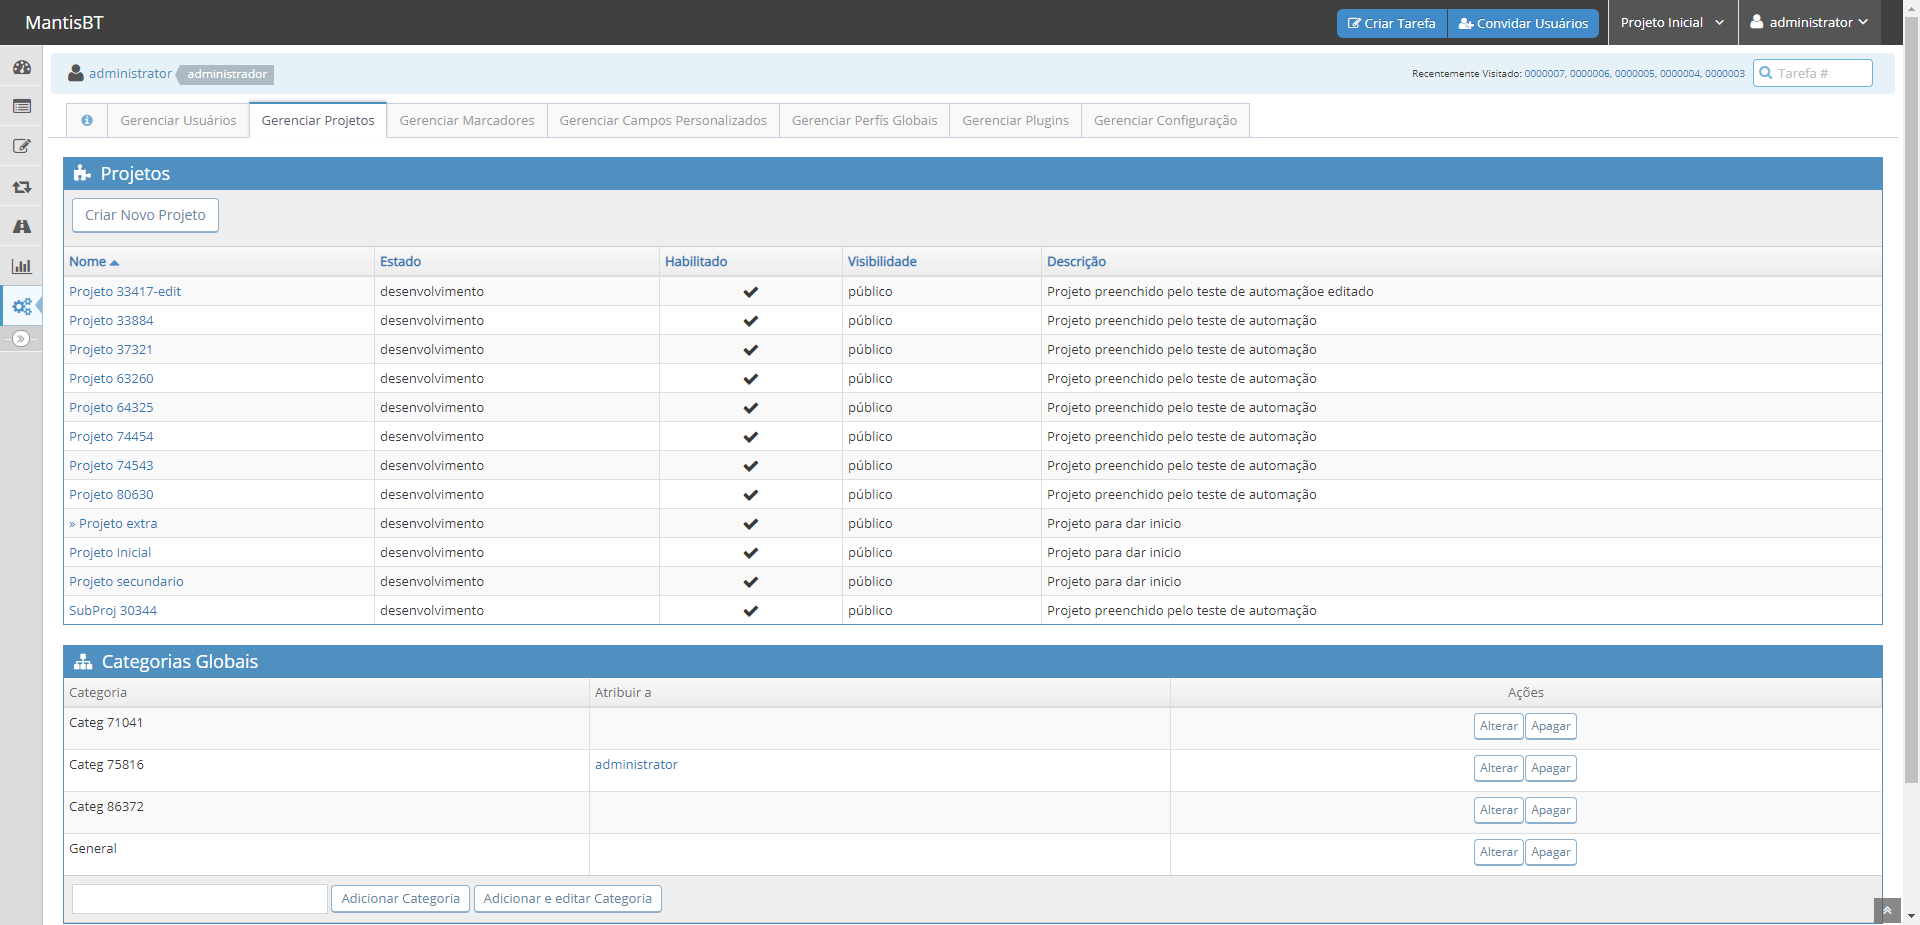 MantisBT
Criar Tarefa
Convidar Usuários
Projeto Inicial
administrator
administrator administrador
Recentemente Visitado: 0000007, 0000006, 0000005, 0000004, 0000003
Tarefa #
Gerenciar Usuários
Gerenciar Projetos
Gerenciar Marcadores
Gerenciar Campos Personalizados
Gerenciar Perfís Globais
Gerenciar Plugins
Gerenciar Configuração
Projetos
Criar Novo Projeto
Nome Estado Habilitado Visibilidade Descrição
Projeto 33417-edit desenvolvimento público Projeto preenchido pelo teste de automaçãoe editado
Projeto 33884 desenvolvimento público Projeto preenchido pelo teste de automação
Projeto 37321 desenvolvimento público Projeto preenchido pelo teste de automação
Projeto 63260 desenvolvimento público Projeto preenchido pelo teste de automação
Projeto 64325 desenvolvimento público Projeto preenchido pelo teste de automação
Projeto 74454 desenvolvimento público Projeto preenchido pelo teste de automação
Projeto 74543 desenvolvimento público Projeto preenchido pelo teste de automação
Projeto 80630 desenvolvimento público Projeto preenchido pelo teste de automação
» Projeto extra desenvolvimento público Projeto para dar inicio
Projeto Inicial desenvolvimento público Projeto para dar inicio
Projeto secundario desenvolvimento público Projeto para dar inicio
SubProj 30344 desenvolvimento público Projeto preenchido pelo teste de automação
Categorias Globais
Categoria Atribuir a Ações
Categ 71041 Alterar Apagar
Categ 75816 administrator Alterar Apagar
Categ 86372 Alterar Apagar
General Alterar Apagar
Adicionar Categoria Adicionar e editar Categoria